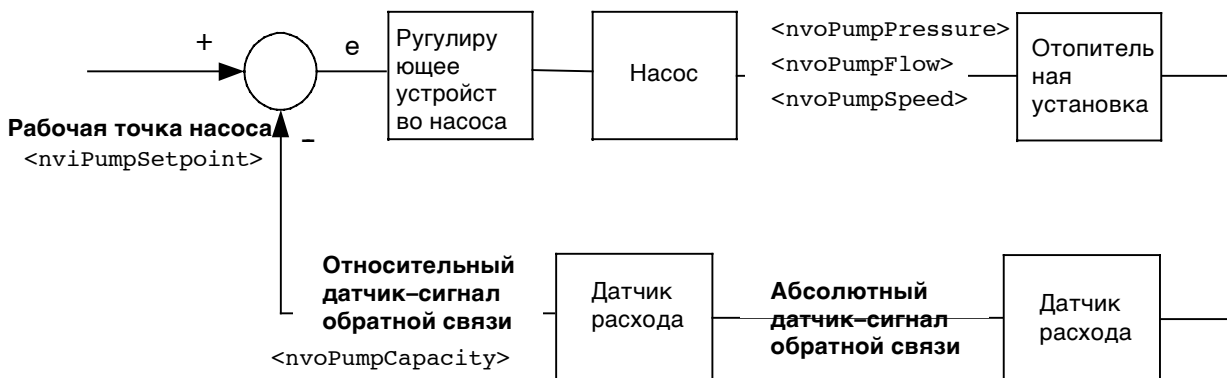 +
e
Ругулиру
ющее
устройст
во насоса
Насос
<nvoPumpPressure>
<nvoPumpFlow>
<nvoPumpSpeed>
Отопитель
ная
установка
Рабочая точка насоса
<nviPumpSetpoint>
–
Относительный
датчик–сигнал
обратной связи
<nvoPumpCapacity>
Датчик
расхода
Абсолютный
датчик–сигнал
обратной связи
Датчик
расхода